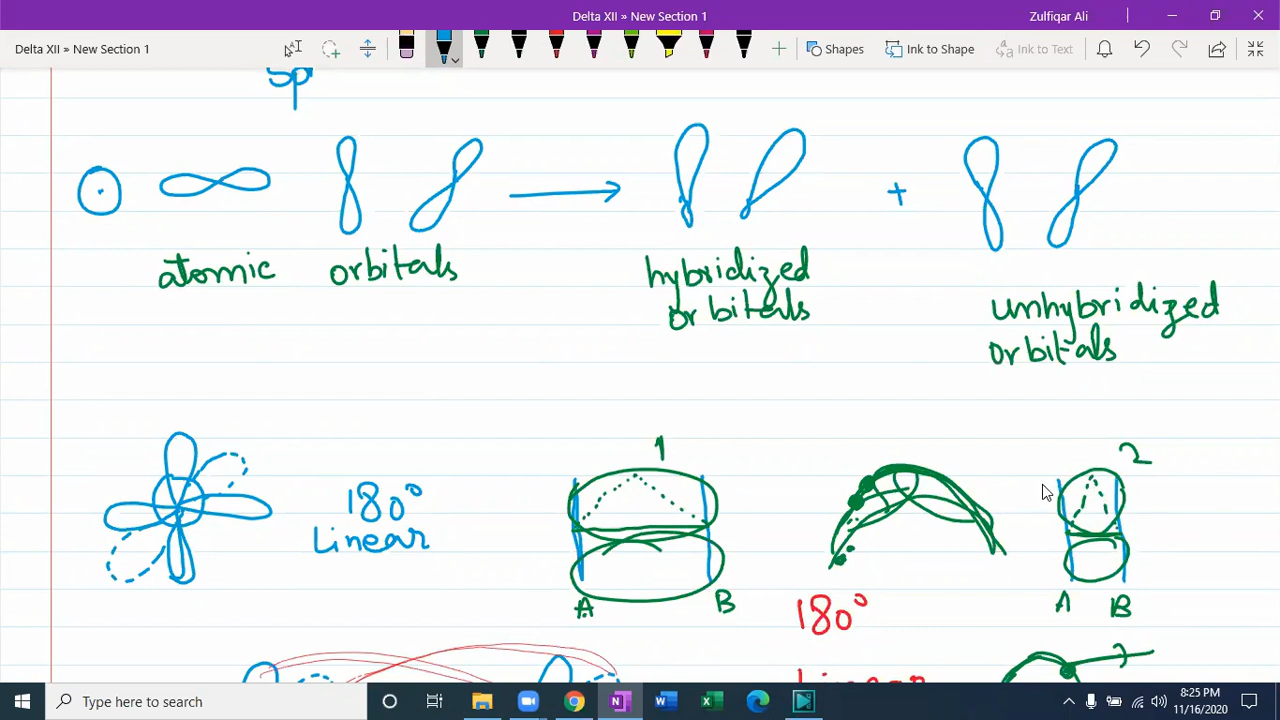 Delta XII » New Section 1
Zulfiqar Ali
Delta XII » New Section 1
Shapes
Ink to Shape
Ink to Text
Sp
+
atomic orbitals
hybridized
orbitals
unhybridized
orbitals
1
2
180°
Linear
A B
A B
180°
Linear
Type here to search
8:25 PM
11/16/2020